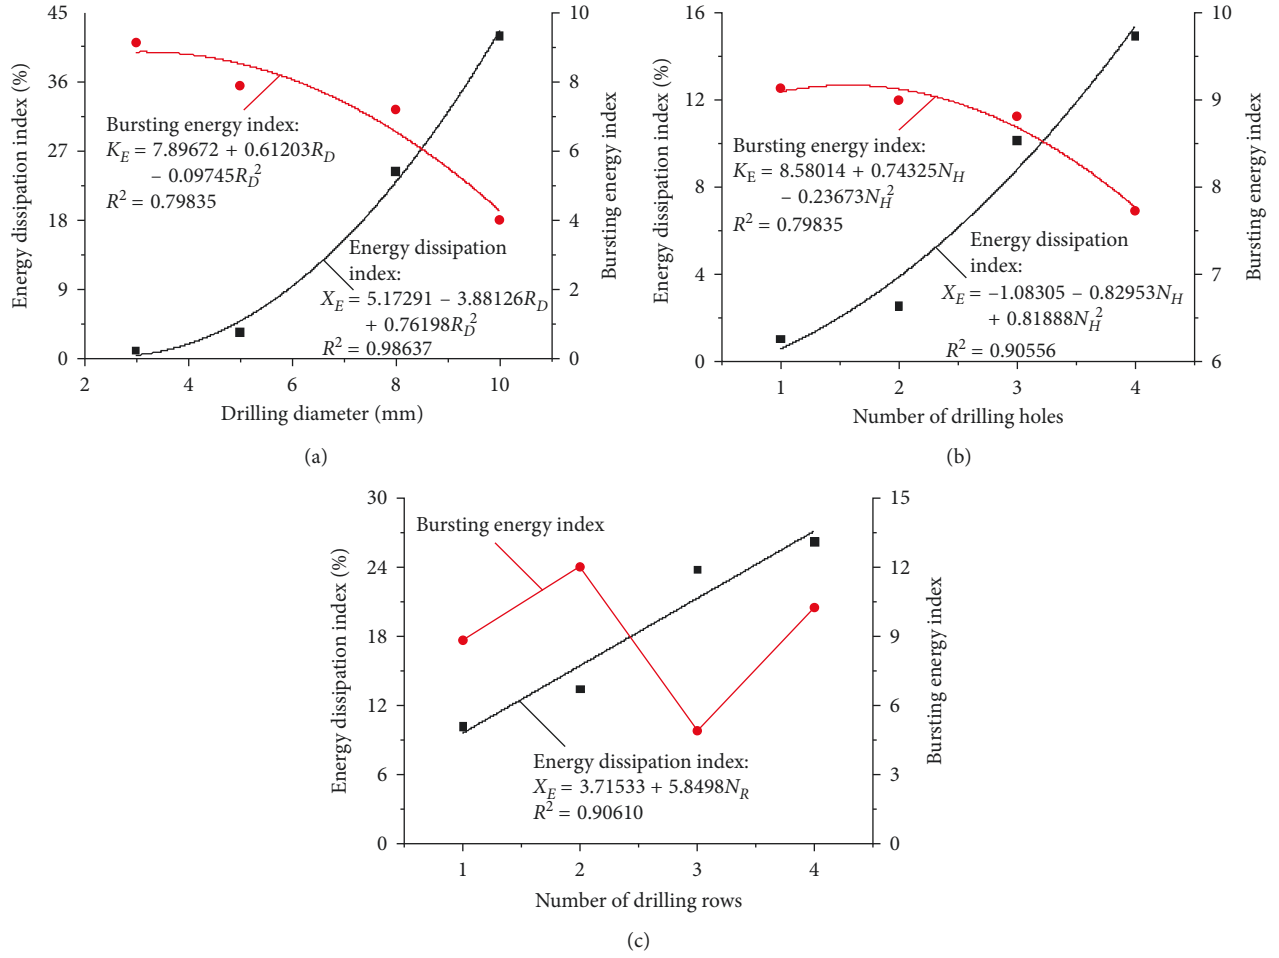 45
36
27
18
9
0
Energy dissipation index (%)
10
8
6
4
2
0
Bursting energy index
Bursting energy index:
K_E = 7.89672 + 0.61203R_D
– 0.09745R_D^2
R^2 = 0.79835
Energy dissipation
index:
X_E = 5.17291 – 3.88126R_D
+ 0.76198R_D^2
R^2 = 0.98637
2 4 6 8 10
Drilling diameter (mm)
(a)
16
12
8
4
0
Energy dissipation index (%)
10
9
8
7
6
Bursting energy index
Bursting energy index:
K_E = 8.58014 + 0.74325N_H
– 0.23673N_H^2
R^2 = 0.79835
Energy dissipation
index:
X_E = –1.08305 – 0.82953N_H
+ 0.81888N_H^2
R^2 = 0.90556
1 2 3 4
Number of drilling holes
(b)
30
24
18
12
6
0
Energy dissipation index (%)
15
12
9
6
3
0
Bursting energy index
Bursting energy index
Energy dissipation index:
X_E = 3.71533 + 5.8498N_R
R^2 = 0.90610
1 2 3 4
Number of drilling rows
(c)